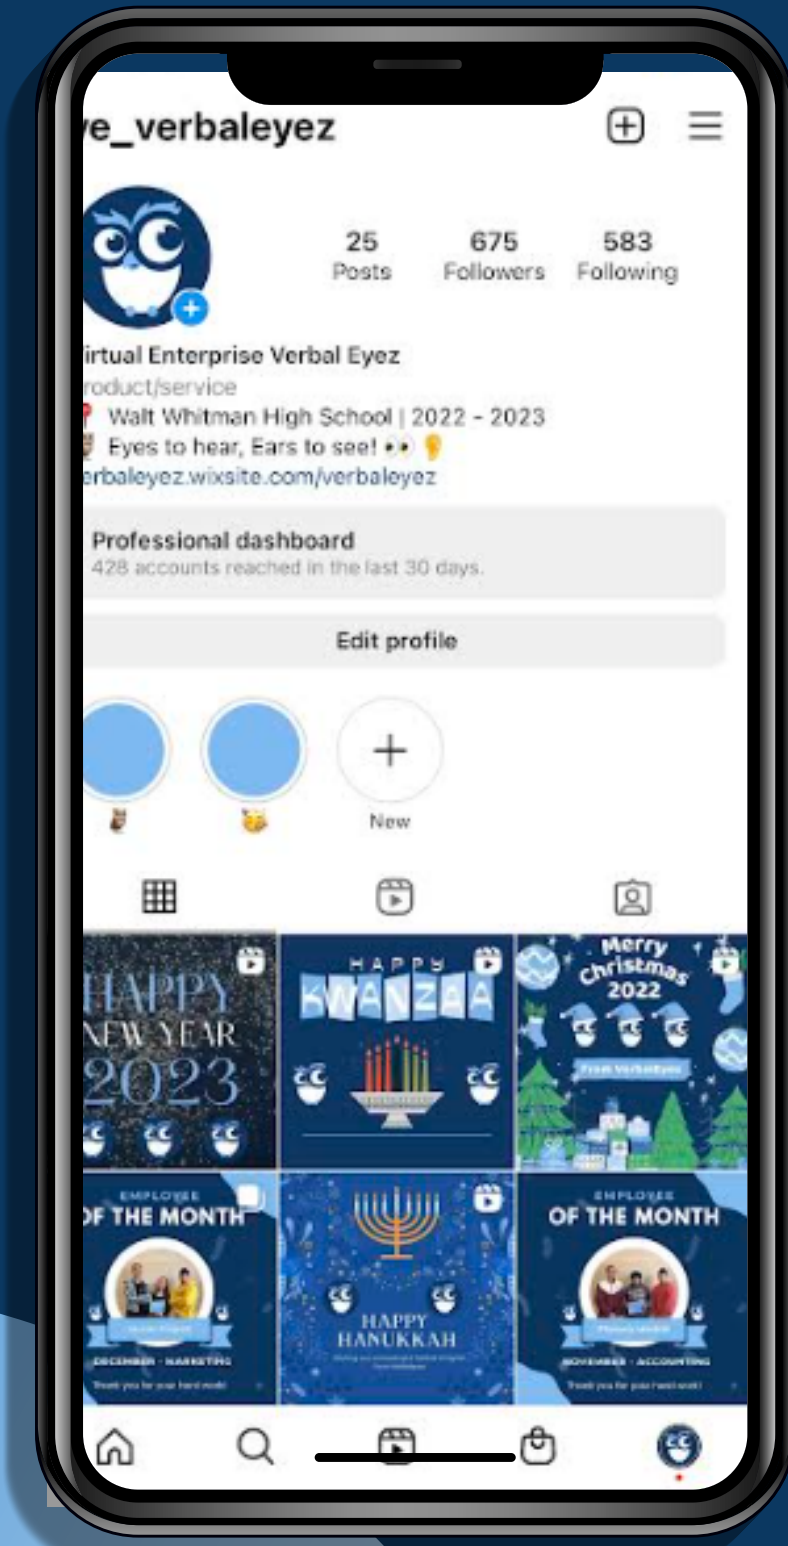 ve_verbaleyez
25 675 583
Posts Followers Following
irtual Enterprise Verbal Eyez
roduct/service
Walt Whitman High School | 2022 - 2023
Eyes to hear, Ears to see!
erbaleyez.wixsite.com/verbaleyez
Professional dashboard
428 accounts reached in the last 30 days.
Edit profile
New
HAPPY
NEW YEAR
2023
HAPPY
KWANZAA
Merry
Christmas
2022
From VerbalEyes
EMPLOYEE
OF THE MONTH
DECEMBER - MARKETING
Thank you for your hard work!
HAPPY
HANUKKAH
EMPLOYEE
OF THE MONTH
NOVEMBER - ACCOUNTING
Thank you for your hard work!